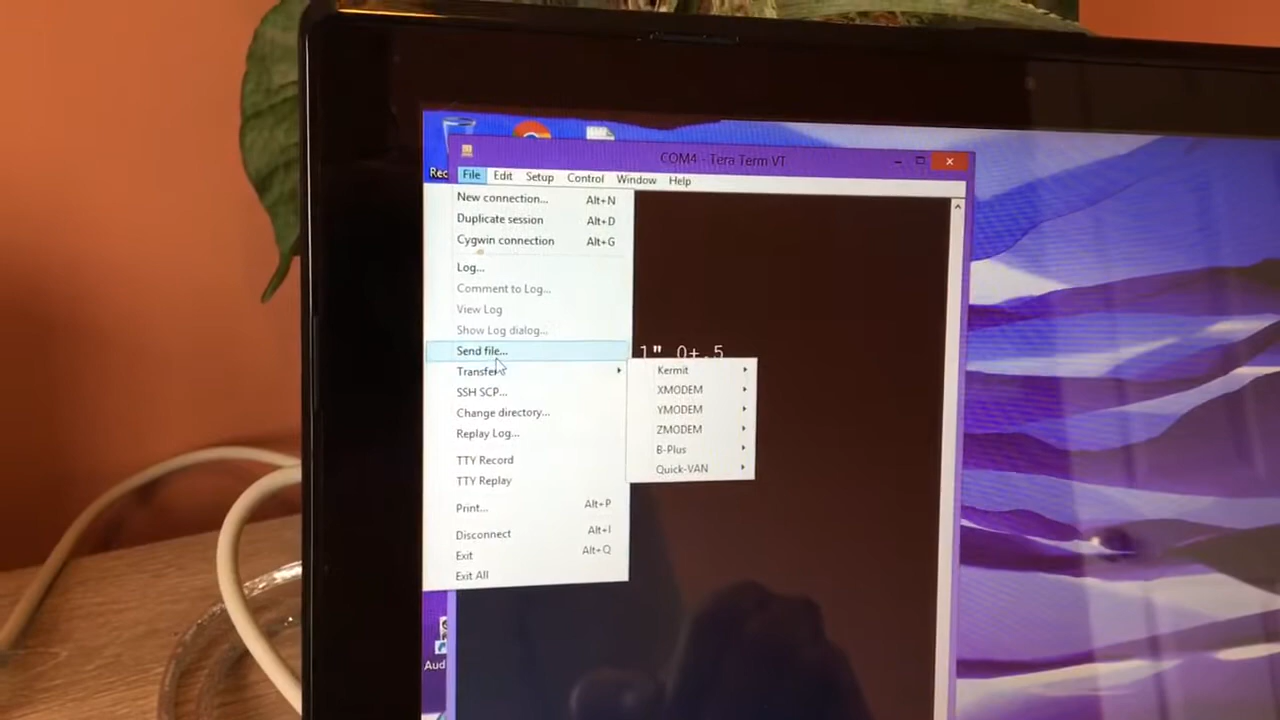 Rec
COM4 - Tera Term VT
File Edit Setup Control Window Help
New connection... Alt+N
Duplicate session Alt+D
Cygwin connection Alt+G
Log...
Comment to Log...
View Log
Show Log dialog...
Send file...
Transfer
SSH SCP...
Change directory...
Replay Log...
TTY Record
TTY Replay
Print... Alt+P
Disconnect Alt+I
Exit Alt+Q
Exit All
1" 0+.5
Kermit
XMODEM
YMODEM
ZMODEM
B-Plus
Quick-VAN
Aud